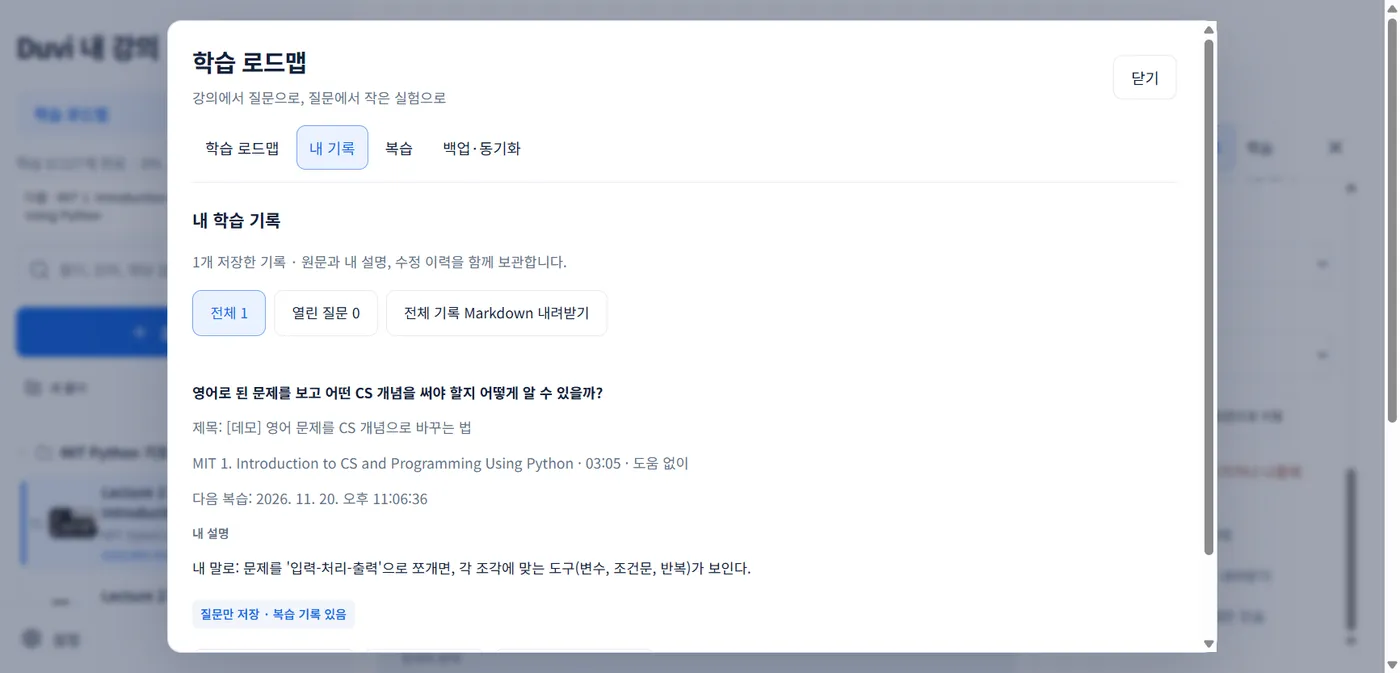 Duvi 내 강의
학습 로드맵
학습 로드맵
강의에서 질문으로, 질문에서 작은 실험으로
닫기
학습 로드맵
내 기록
복습
백업·동기화
내 학습 기록
1개 저장한 기록 · 원문과 내 설명, 수정 이력을 함께 보관합니다.
전체 1
열린 질문 0
전체 기록 Markdown 내려받기
영어로 된 문제를 보고 어떤 CS 개념을 써야 할지 어떻게 알 수 있을까?
제목: [데모] 영어 문제를 CS 개념으로 바꾸는 법
MIT 1. Introduction to CS and Programming Using Python · 03:05 · 도움 없이
다음 복습: 2026. 11. 20. 오후 11:06:36
내 설명
내 말로: 문제를 '입력-처리-출력'으로 쪼개면, 각 조각에 맞는 도구(변수, 조건문, 반복)가 보인다.
질문만 저장 · 복습 기록 있음